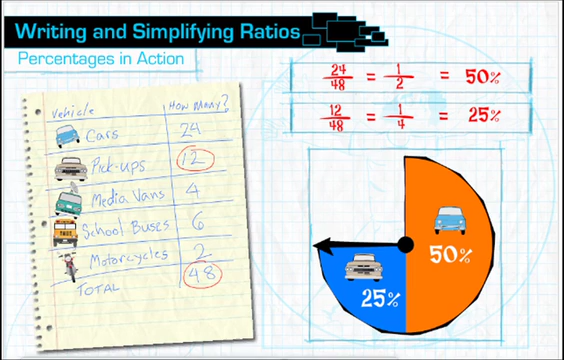 Writing and Simplifying Ratios
Percentages in Action
Vehicle How Many?
Cars 24
Pick-ups 12
Media Vans 4
School Buses 6
Motorcycles 2
TOTAL 48
24/48 = 1/2 = 50%
12/48 = 1/4 = 25%
50%
25%